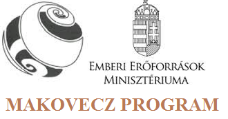 EMBERI ERŐFORRÁSOK
MINISZTÉRIUMA
MAKOVECZ PROGRAM